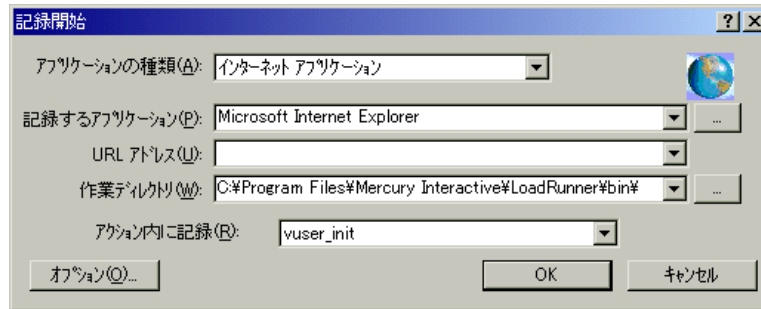 記録開始
アプリケーションの種類(A): インターネット アプリケーション
記録するアプリケーション(P): Microsoft Internet Explorer ...
URL アドレス(U):
作業ディレクトリ(W): C:¥Program Files¥Mercury Interactive¥LoadRunner¥bin¥ ...
アクション内に記録(R): vuser_init
オプション(O)... OK キャンセル